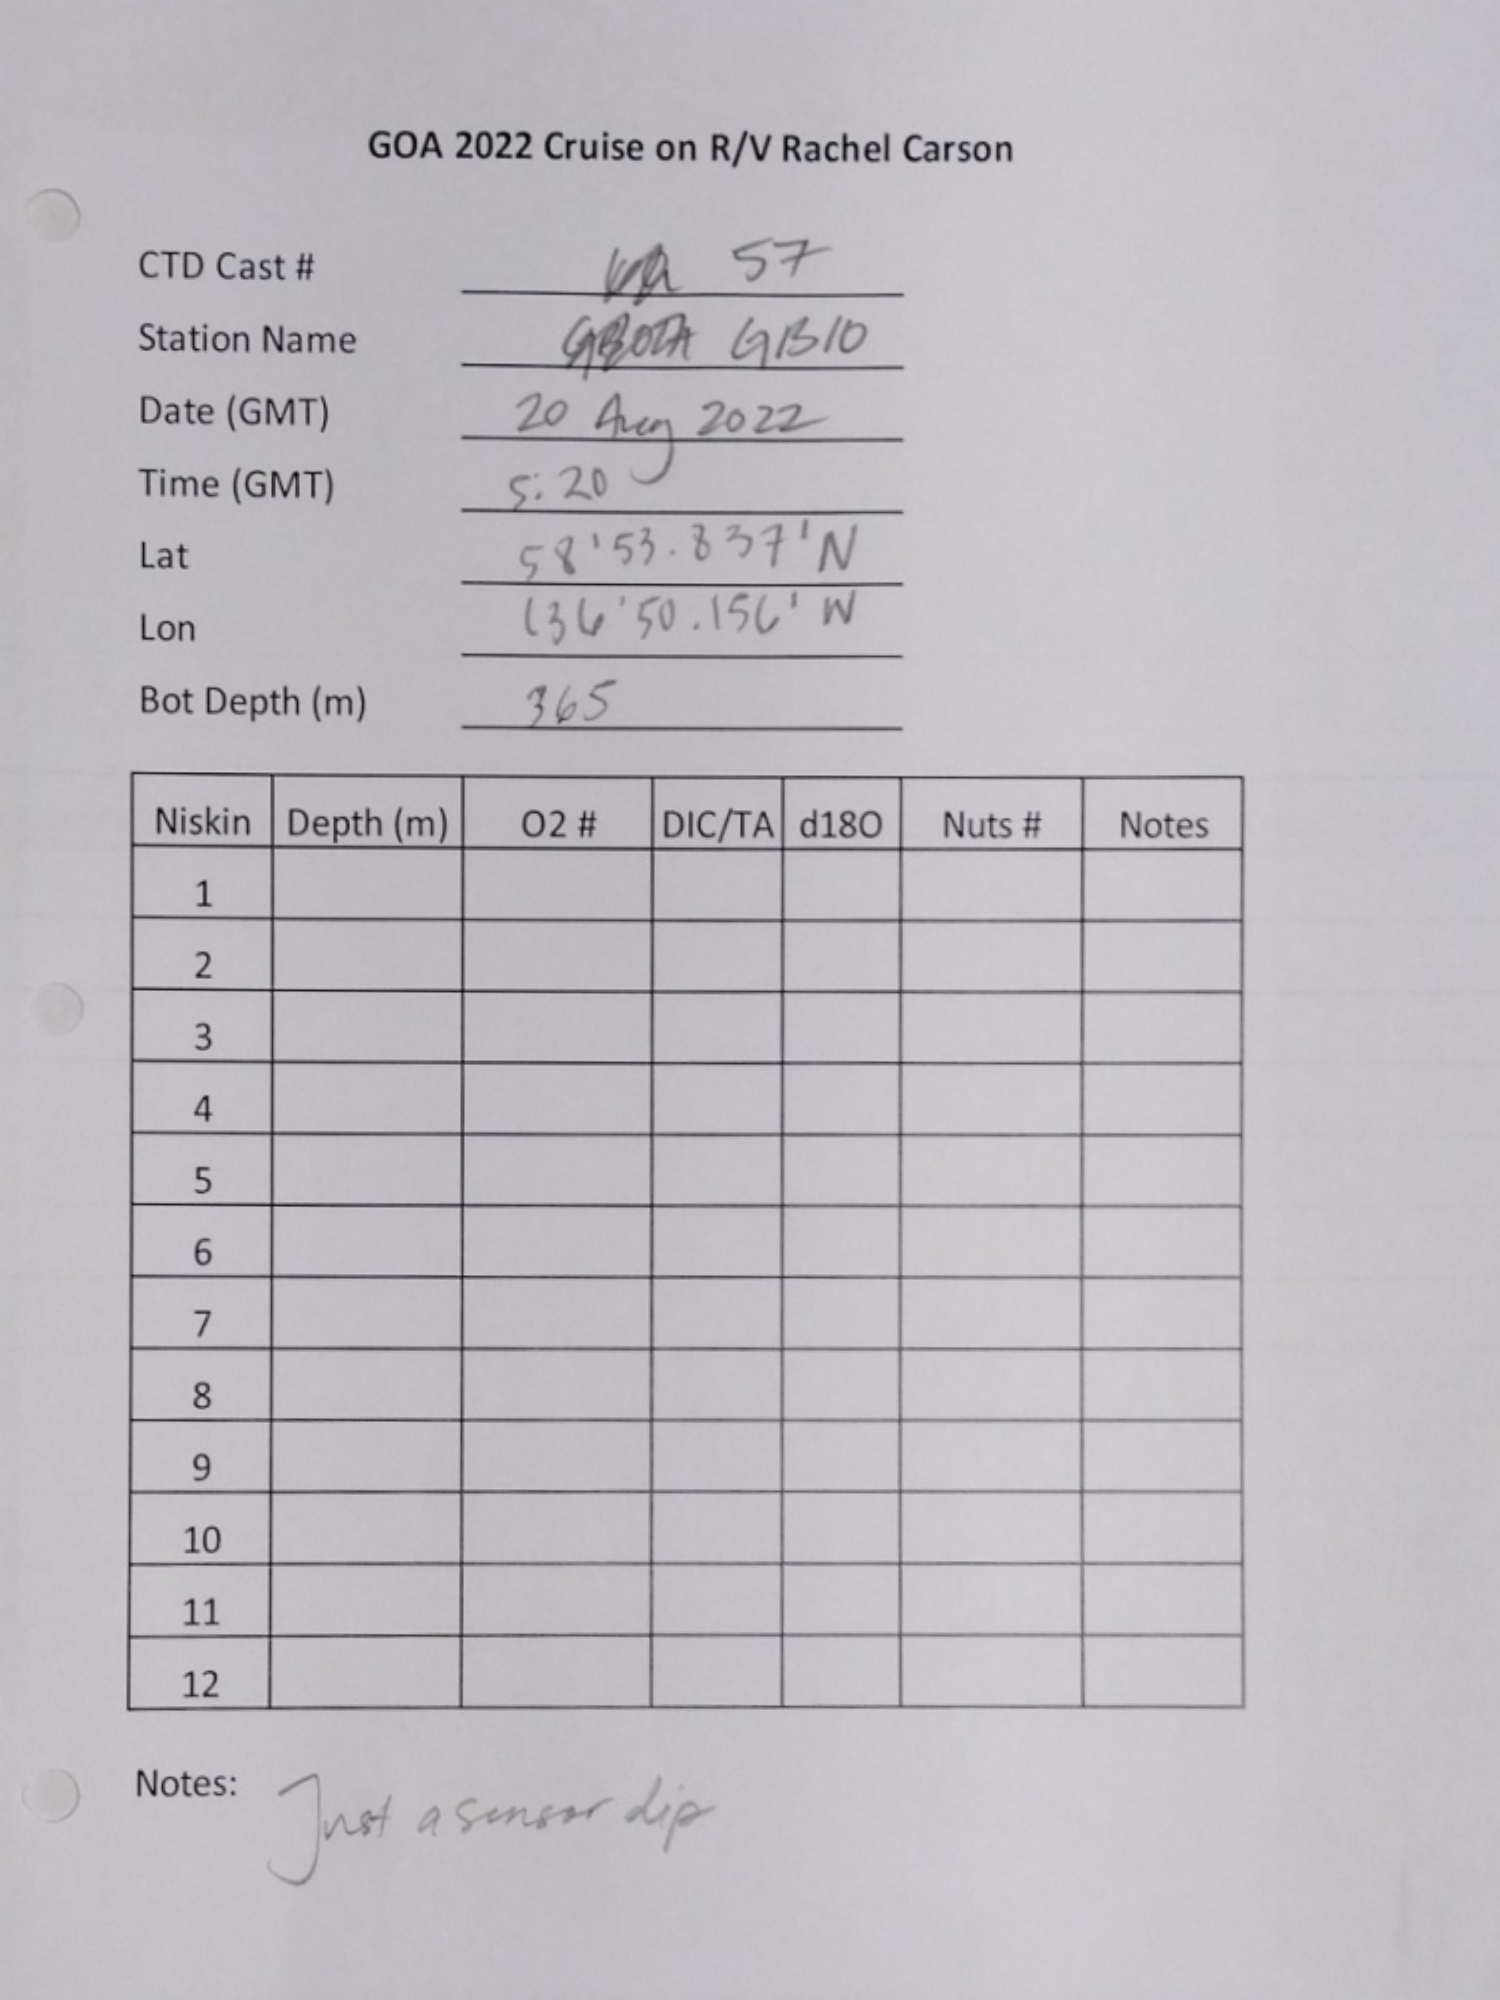 GOA 2022 Cruise on R/V Rachel Carson
CTD Cast # 57
Station Name GB10
Date (GMT) 20 Aug 2022
Time (GMT) 5:20
Lat 58'53.837'N
Lon 136'50.156'W
Bot Depth (m) 365
Niskin Depth (m) O2 # DIC/TA d18O Nuts # Notes
1
2
3
4
5
6
7
8
9
10
11
12
Notes: Just a sensor dip